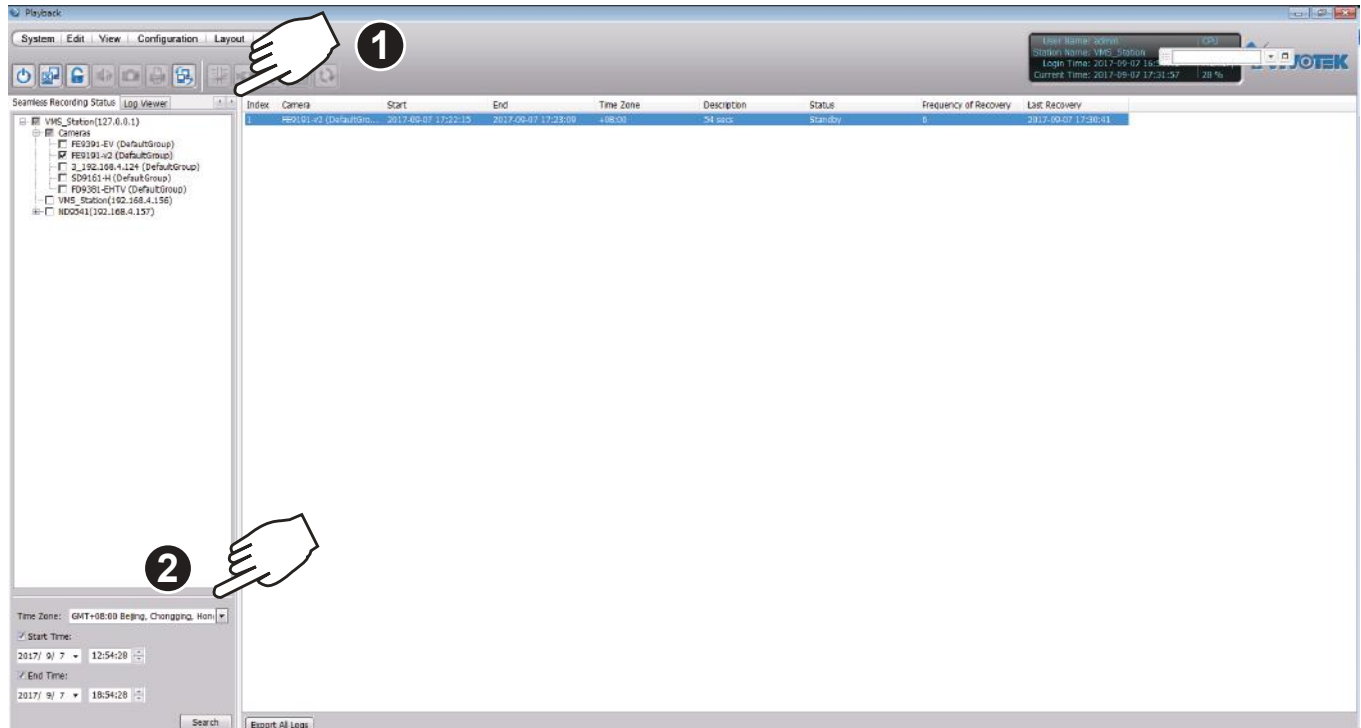 Playback
System Edit View Configuration Layout
1
User Name: admin CPU
Station Name: VMS_Station
Login Time: 2017-09-07
Current Time: 2017-09-07 17:31:57 28 %
Seamless Recording Status Log Viewer
Index Camera Start End Time Zone Description Status Frequency of Recovery Last Recovery
1 FE9191-v2 (DefaultGro... 2017-09-07 17:22:15 2017-09-07 17:23:09 +08:00 54 secs Standby 6 2017-09-07 17:30:41
VMS_Station(127.0.0.1)
Cameras
FE9391-EV (DefaultGroup)
FE9191-v2 (DefaultGroup)
3_192.168.4.124 (DefaultGroup)
SD9161-H (DefaultGroup)
FD9381-EHTV (DefaultGroup)
VMS_Station(192.168.4.156)
ND9541(192.168.4.157)
2
Time Zone: GMT+08:00 Beijing, Chongqing, Hon
Start Time:
2017/ 9/ 7 12:54:28
End Time:
2017/ 9/ 7 18:54:28
Search
Export All Logs